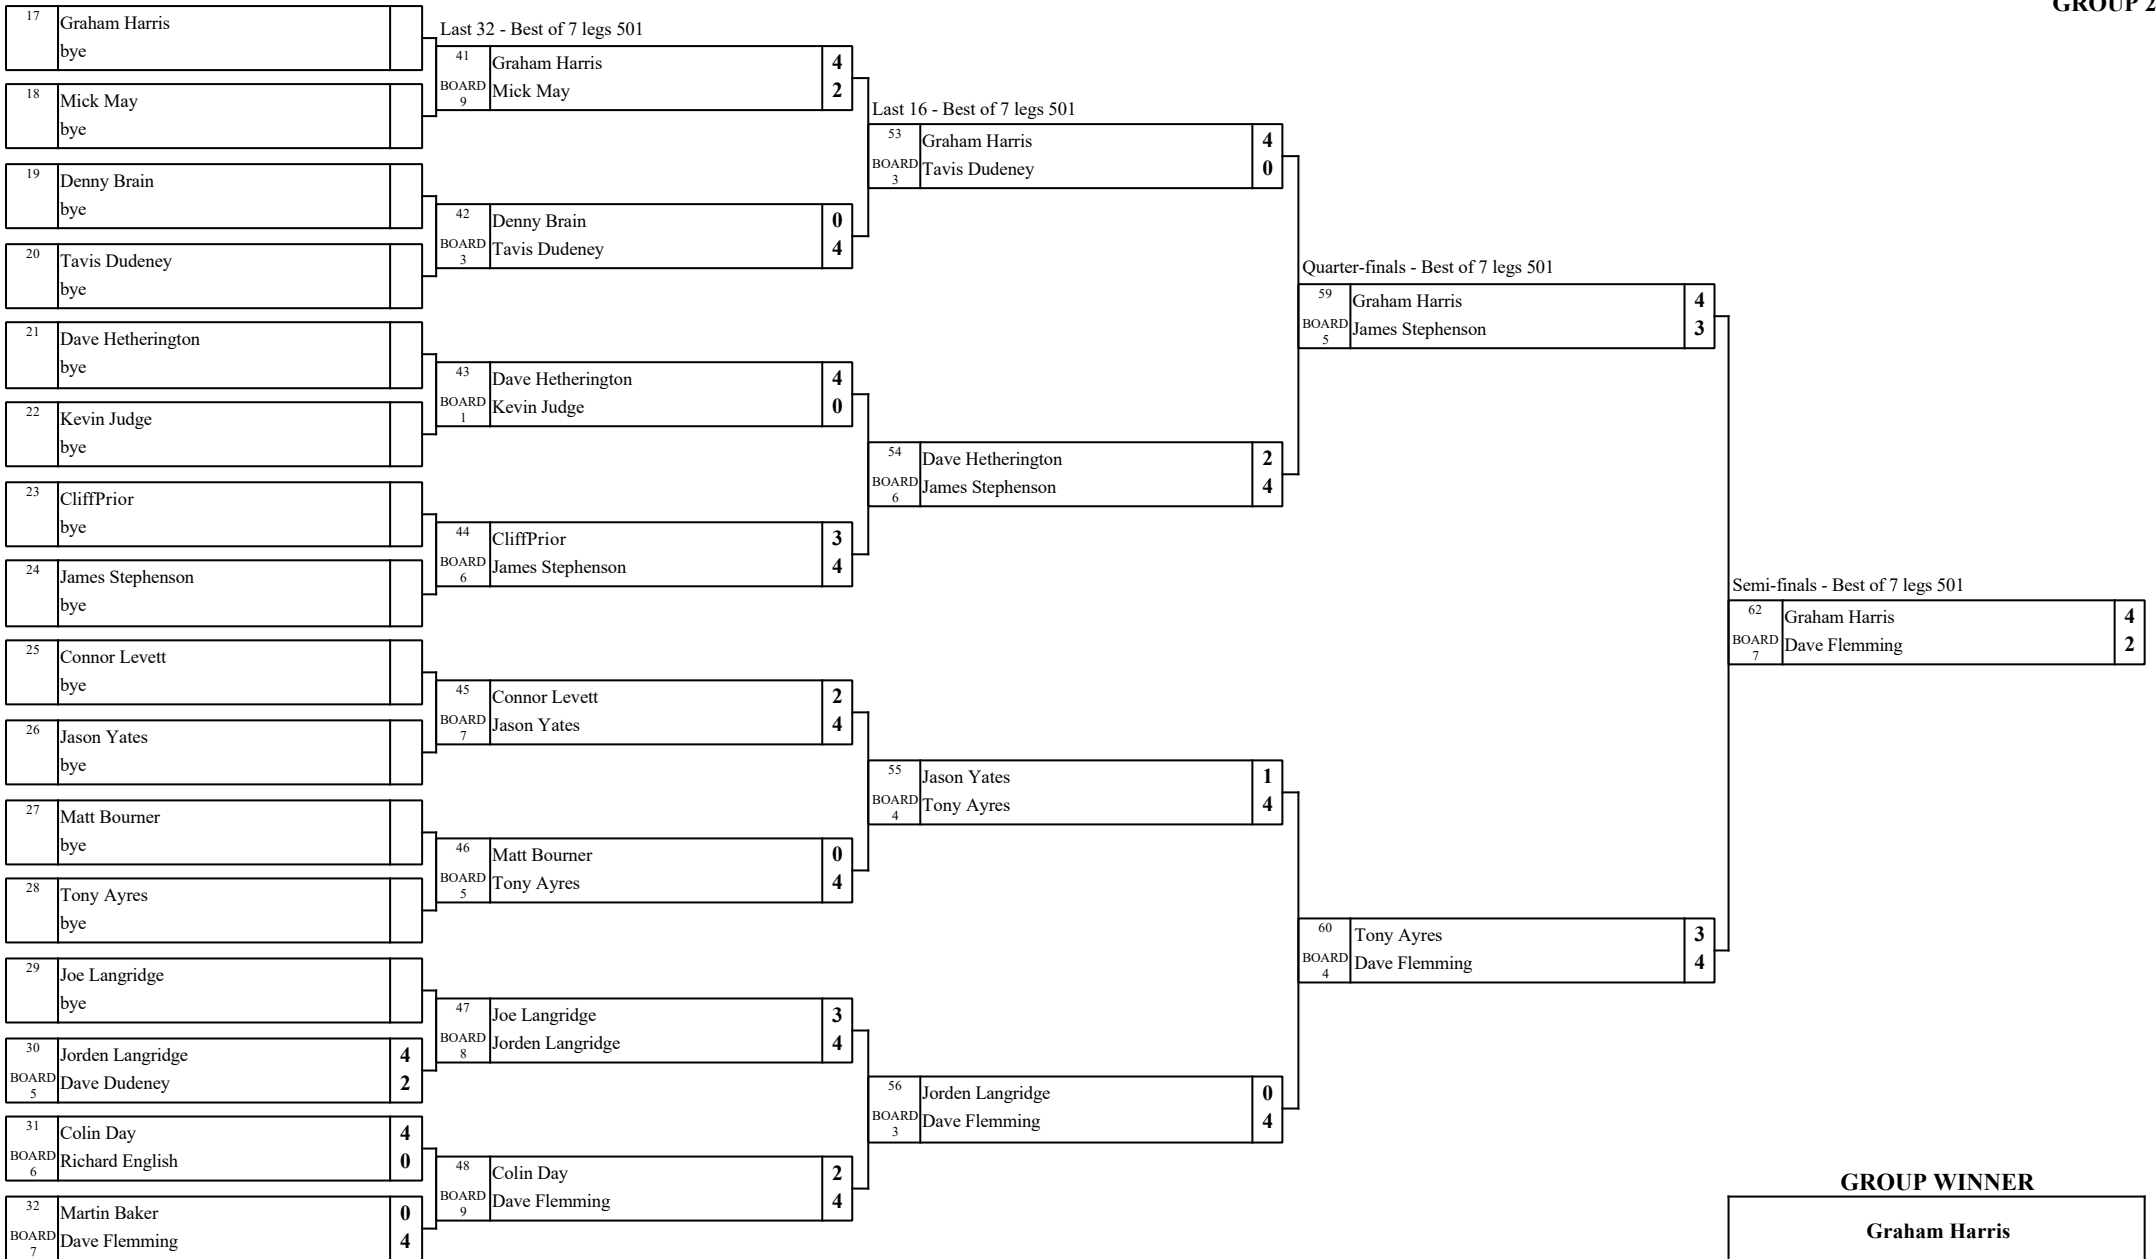 GROUP 2
17
Graham Harris
bye
18
Mick May
bye
19
Denny Brain
bye
20
Tavis Dudeney
bye
21
Dave Hetherington
bye
22
Kevin Judge
bye
23
CliffPrior
bye
24
James Stephenson
bye
25
Connor Levett
bye
26
Jason Yates
bye
27
Matt Bourner
bye
28
Tony Ayres
bye
29
Joe Langridge
bye
30
Jorden Langridge 4
BOARD 5
Dave Dudeney 2
31
Colin Day 4
BOARD 6
Richard English 0
32
Martin Baker 0
BOARD 7
Dave Flemming 4
Last 32 - Best of 7 legs 501
41
Graham Harris 4
BOARD 9
Mick May 2
42
Denny Brain 0
BOARD 3
Tavis Dudeney 4
43
Dave Hetherington 4
BOARD 1
Kevin Judge 0
44
CliffPrior 3
BOARD 6
James Stephenson 4
45
Connor Levett 2
BOARD 7
Jason Yates 4
46
Matt Bourner 0
BOARD 5
Tony Ayres 4
47
Joe Langridge 3
BOARD 8
Jorden Langridge 4
48
Colin Day 2
BOARD 9
Dave Flemming 4
Last 16 - Best of 7 legs 501
53
Graham Harris 4
BOARD 3
Tavis Dudeney 0
54
Dave Hetherington 2
BOARD 6
James Stephenson 4
55
Jason Yates 1
BOARD 4
Tony Ayres 4
56
Jorden Langridge 0
BOARD 3
Dave Flemming 4
Quarter-finals - Best of 7 legs 501
59
Graham Harris 4
BOARD 5
James Stephenson 3
60
Tony Ayres 3
BOARD 4
Dave Flemming 4
Semi-finals - Best of 7 legs 501
62
Graham Harris 4
BOARD 7
Dave Flemming 2
GROUP WINNER
Graham Harris